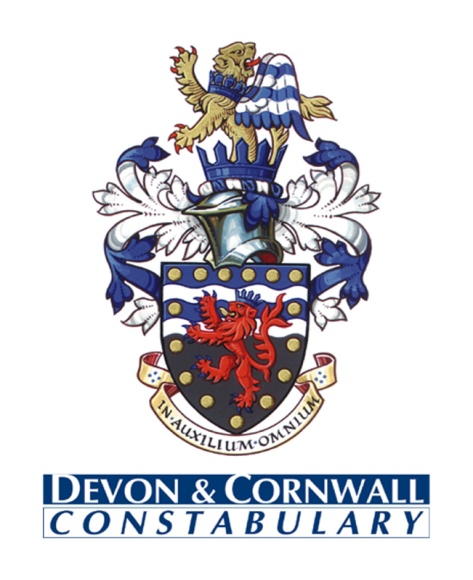 IN·AUXILIUM·OMNIUM
DEVON & CORNWALL
CONSTABULARY